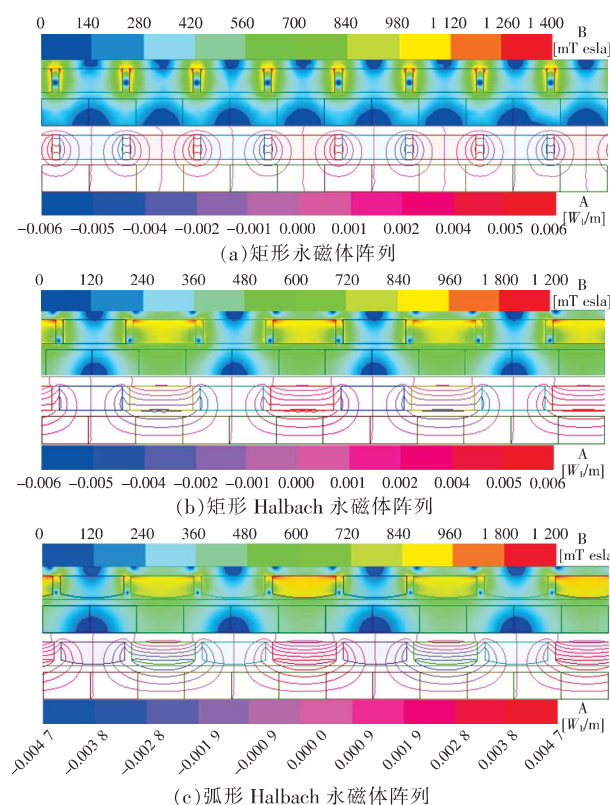 0 140 280 420 560 700 840 980 1 120 1 260 1 400
B
[mT esla]
A
[W_l/m]
−0.006 −0.005 −0.004 −0.002 −0.001 0.000 0.001 0.002 0.004 0.005 0.006
(a)矩形永磁体阵列
0 120 240 360 480 600 720 840 960 1 080 1 200
B
[mT esla]
A
[W_l/m]
−0.006 −0.005 −0.004 −0.002 −0.001 0.000 0.001 0.002 0.004 0.005 0.006
(b)矩形 Halbach 永磁体阵列
0 120 240 360 480 600 720 840 960 1 800 1 200
B
[mT esla]
A
[W_l/m]
−0.004 7 −0.003 8 −0.002 8 −0.001 9 −0.000 9 0.000 0 0.000 9 0.001 9 0.002 8 0.003 8 0.004 7
(c)弧形 Halbach 永磁体阵列